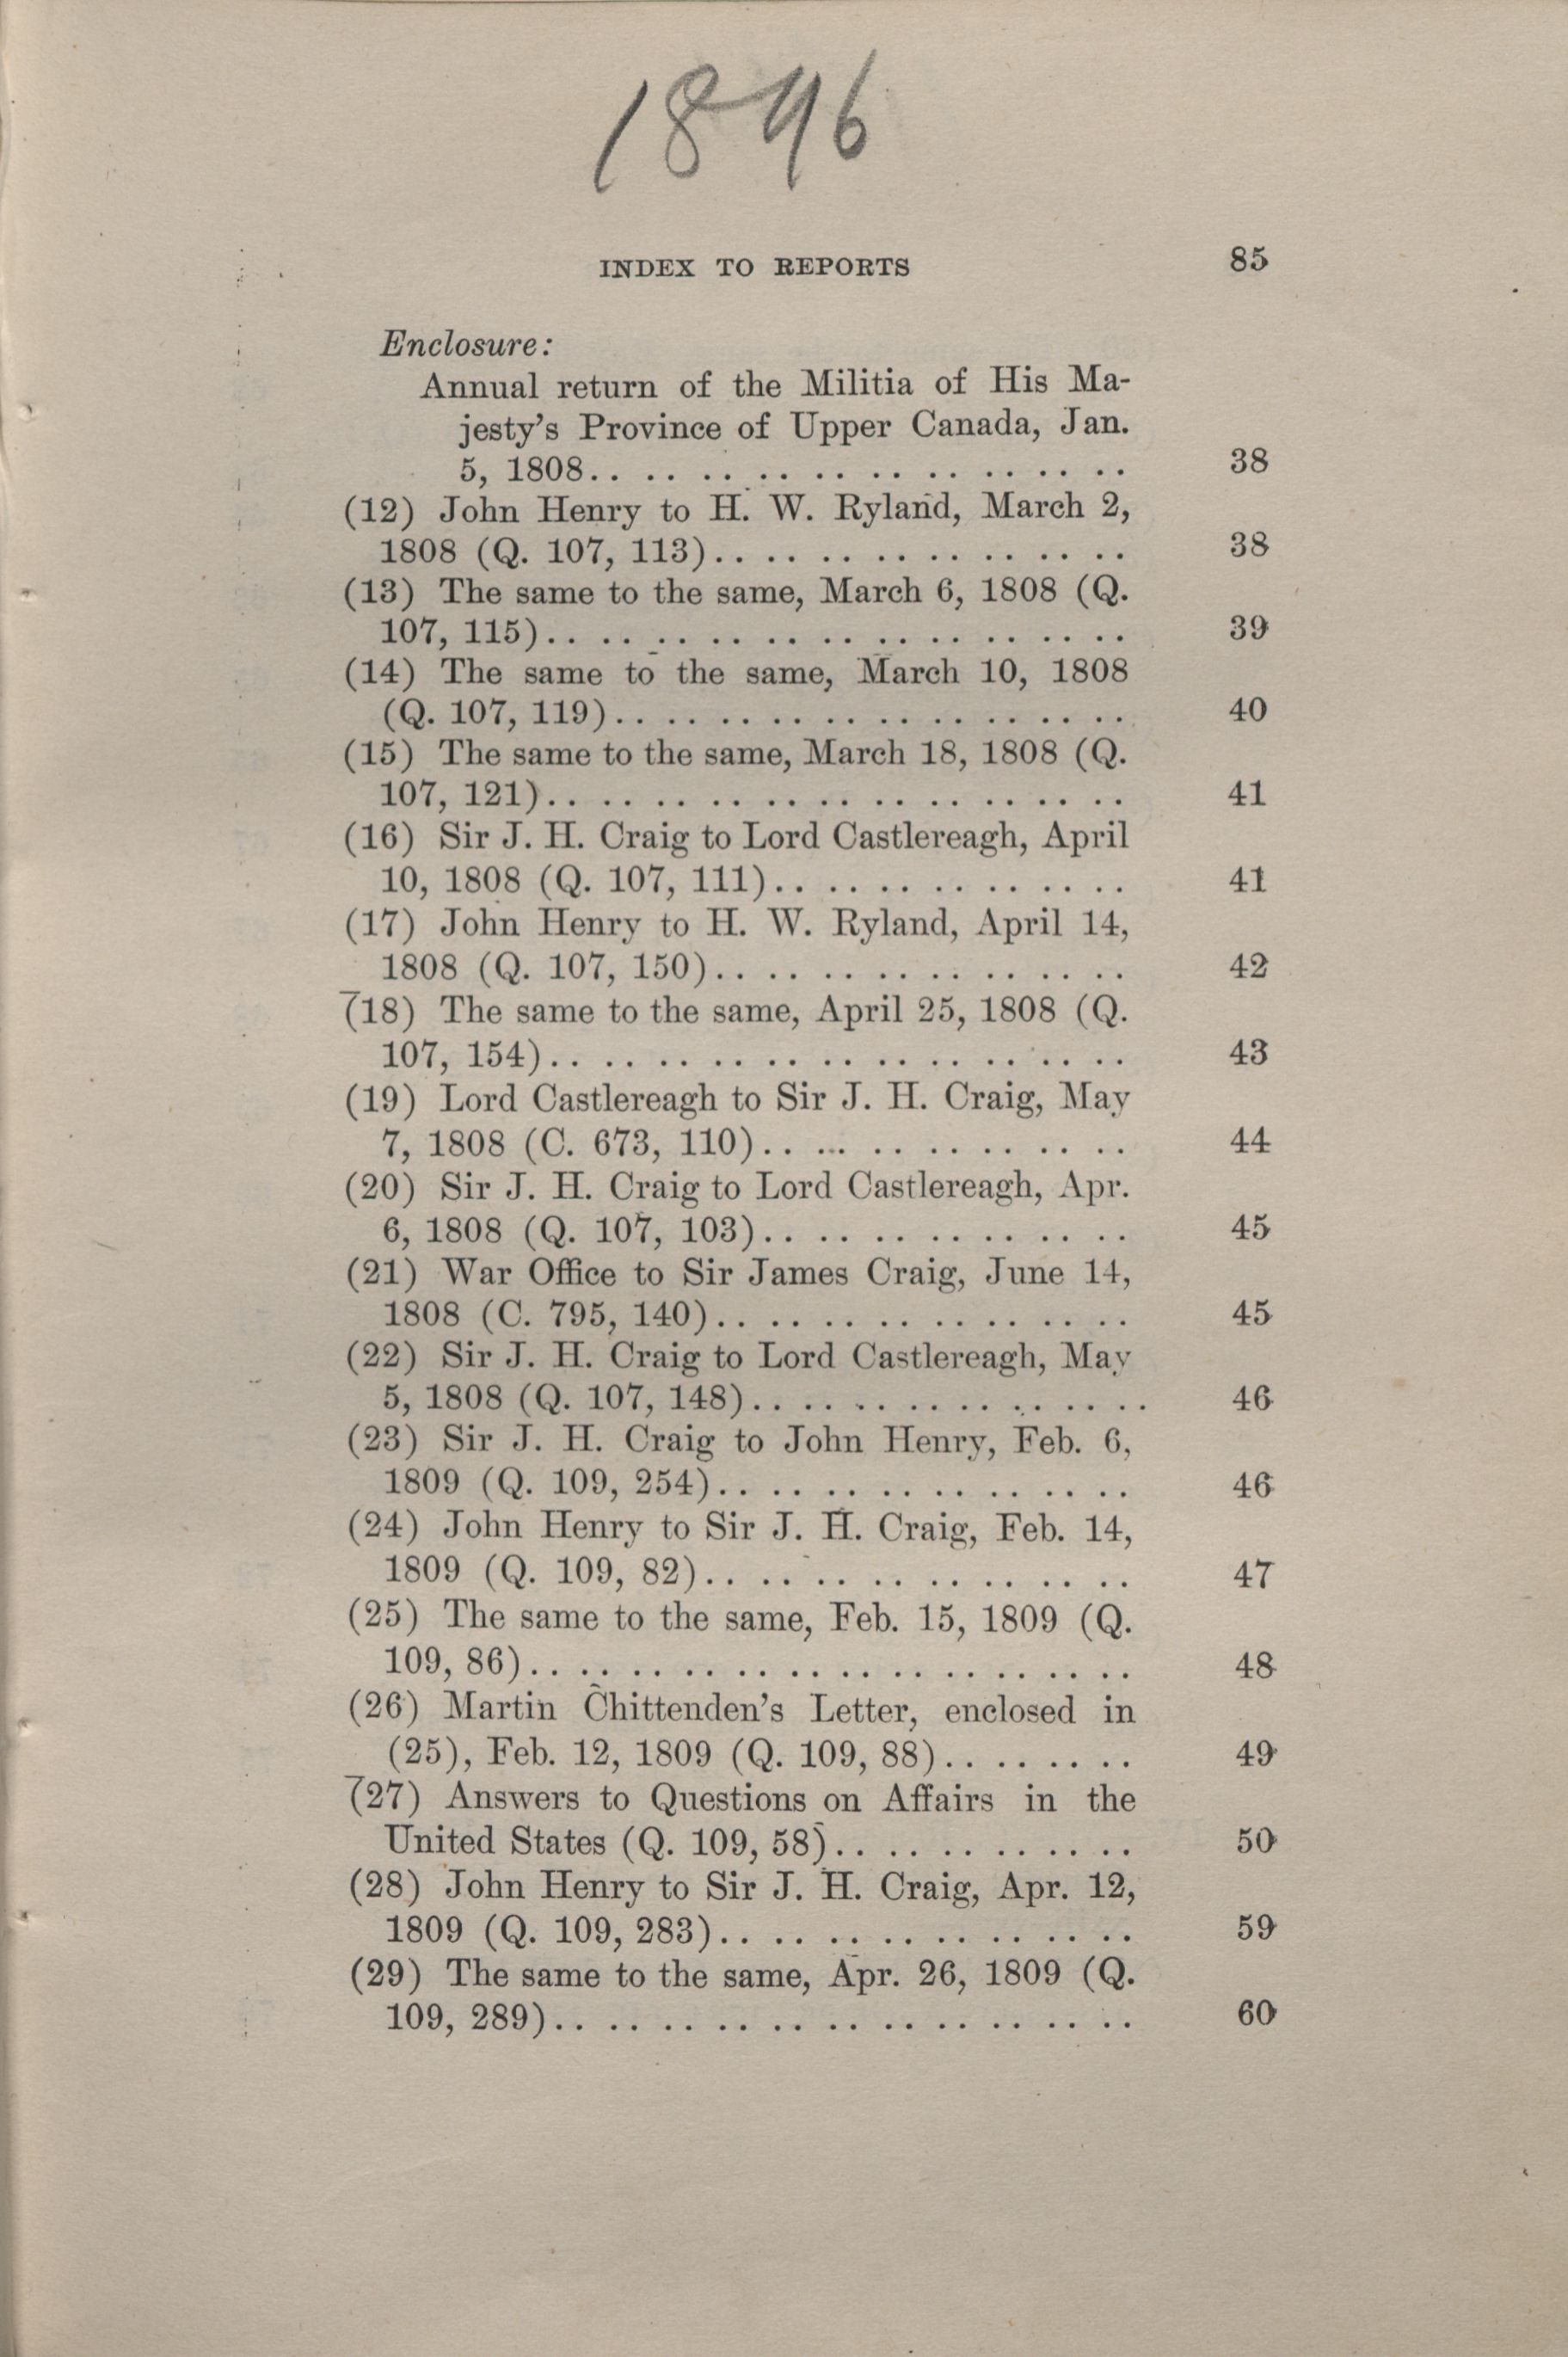 1896
INDEX TO REPORTS 85
Enclosure:
Annual return of the Militia of His Ma-
jesty's Province of Upper Canada, Jan.
5, 1808.. .. .. .. .. .. .. .. .. .. 38
(12) John Henry to H. W. Ryland, March 2,
1808 (Q. 107, 113).. .. .. .. .. .. .. .. 38
(13) The same to the same, March 6, 1808 (Q.
107, 115).. .. .. .. .. .. .. .. .. .. .. 39
(14) The same to the same, March 10, 1808
(Q. 107, 119).. .. .. .. .. .. .. .. .. .. 40
(15) The same to the same, March 18, 1808 (Q.
107, 121).. .. .. .. .. .. .. .. .. .. .. 41
(16) Sir J. H. Craig to Lord Castlereagh, April
10, 1808 (Q. 107, 111).. .. .. .. .. .. .. 41
(17) John Henry to H. W. Ryland, April 14,
1808 (Q. 107, 150).. .. .. .. .. .. .. .. 42
(18) The same to the same, April 25, 1808 (Q.
107, 154).. .. .. .. .. .. .. .. .. .. .. 43
(19) Lord Castlereagh to Sir J. H. Craig, May
7, 1808 (C. 673, 110).. ... .. .. .. .. .. 44
(20) Sir J. H. Craig to Lord Castlereagh, Apr.
6, 1808 (Q. 107, 103).. .. .. .. .. .. .. 45
(21) War Office to Sir James Craig, June 14,
1808 (C. 795, 140).. .. .. .. .. .. .. .. 45
(22) Sir J. H. Craig to Lord Castlereagh, May
5, 1808 (Q. 107, 148).. .. .. .. .. .. .. .. 46
(23) Sir J. H. Craig to John Henry, Feb. 6,
1809 (Q. 109, 254).. .. .. .. .. .. .. .. 46
(24) John Henry to Sir J. H. Craig, Feb. 14,
1809 (Q. 109, 82).. .. .. .. .. .. .. .. 47
(25) The same to the same, Feb. 15, 1809 (Q.
109, 86).. .. .. .. .. .. .. .. .. .. .. 48
(26) Martin Chittenden's Letter, enclosed in
(25), Feb. 12, 1809 (Q. 109, 88).. .. .. .. 49
(27) Answers to Questions on Affairs in the
United States (Q. 109, 58).. .. .. .. .. .. 50
(28) John Henry to Sir J. H. Craig, Apr. 12,
1809 (Q. 109, 283).. .. .. .. .. .. .. .. 59
(29) The same to the same, Apr. 26, 1809 (Q.
109, 289).. .. .. .. .. .. .. .. .. .. .. 60